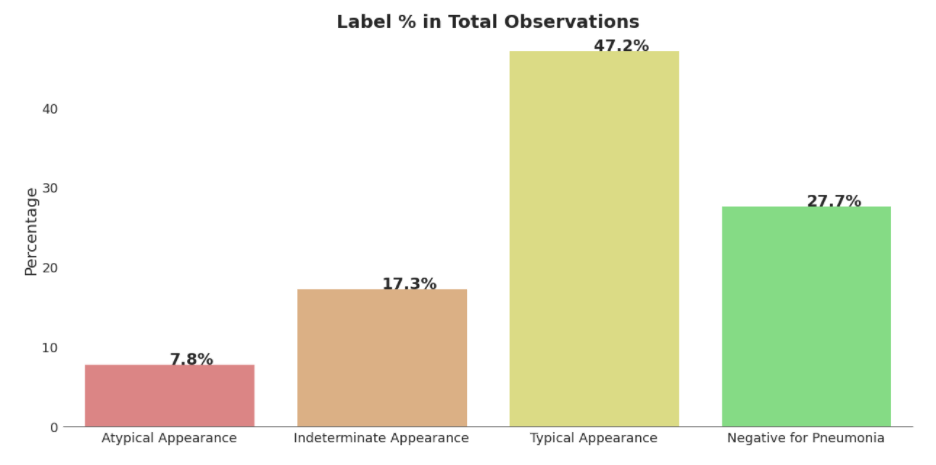 Label % in Total Observations
Percentage
40
30
20
10
0
7.8%
17.3%
47.2%
27.7%
Atypical Appearance
Indeterminate Appearance
Typical Appearance
Negative for Pneumonia